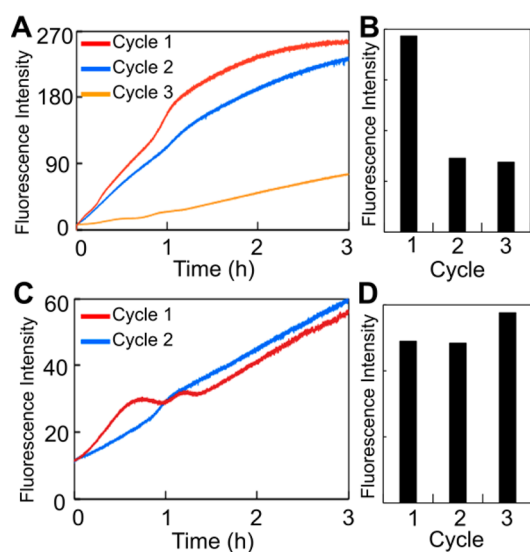 A
270
180
90
0
Fluorescence Intensity
Cycle 1
Cycle 2
Cycle 3
0 1 2 3
Time (h)
B
Fluorescence Intensity
1 2 3
Cycle
C
60
40
20
0
Fluorescence Intensity
Cycle 1
Cycle 2
0 1 2 3
Time (h)
D
Fluorescence Intensity
1 2 3
Cycle